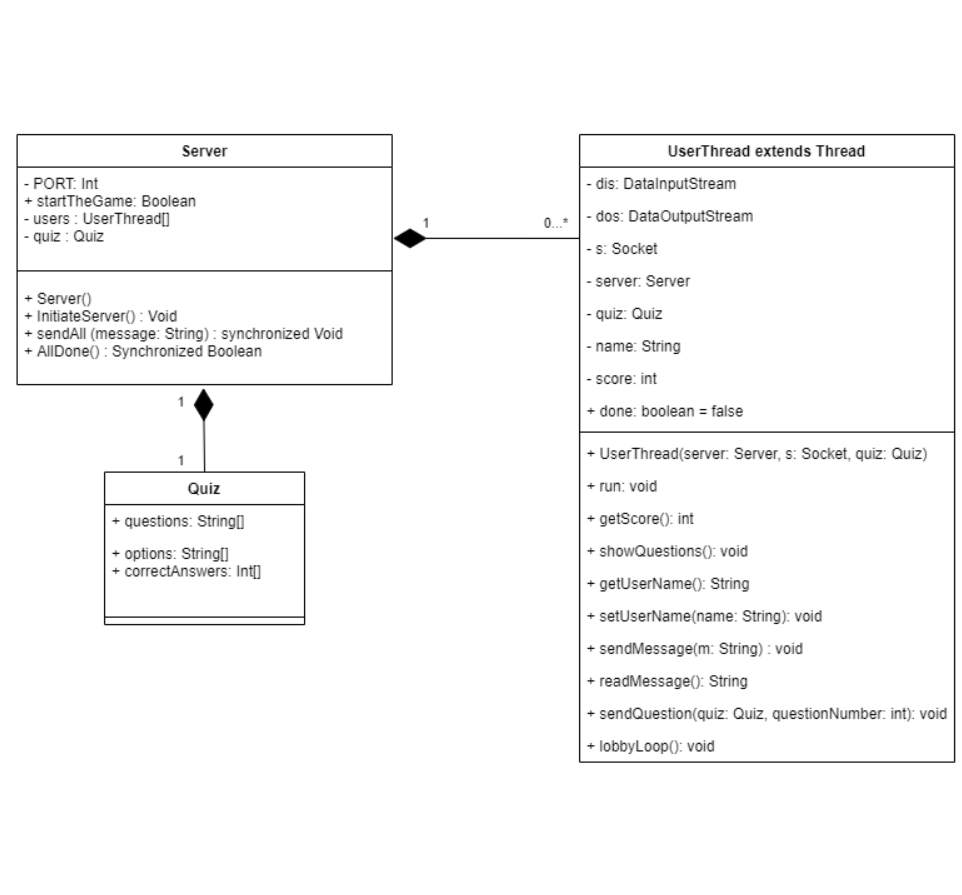 Server
- PORT: Int
+ startTheGame: Boolean
- users : UserThread[]
- quiz : Quiz
+ Server()
+ InitiateServer() : Void
+ sendAll (message: String) : synchronized Void
+ AllDone() : Synchronized Boolean
1
0...*
1
1
Quiz
+ questions: String[]
+ options: String[]
+ correctAnswers: Int[]
UserThread extends Thread
- dis: DataInputStream
- dos: DataOutputStream
- s: Socket
- server: Server
- quiz: Quiz
- name: String
- score: int
+ done: boolean = false
+ UserThread(server: Server, s: Socket, quiz: Quiz)
+ run: void
+ getScore(): int
+ showQuestions(): void
+ getUserName(): String
+ setUserName(name: String): void
+ sendMessage(m: String) : void
+ readMessage(): String
+ sendQuestion(quiz: Quiz, questionNumber: int): void
+ lobbyLoop(): void